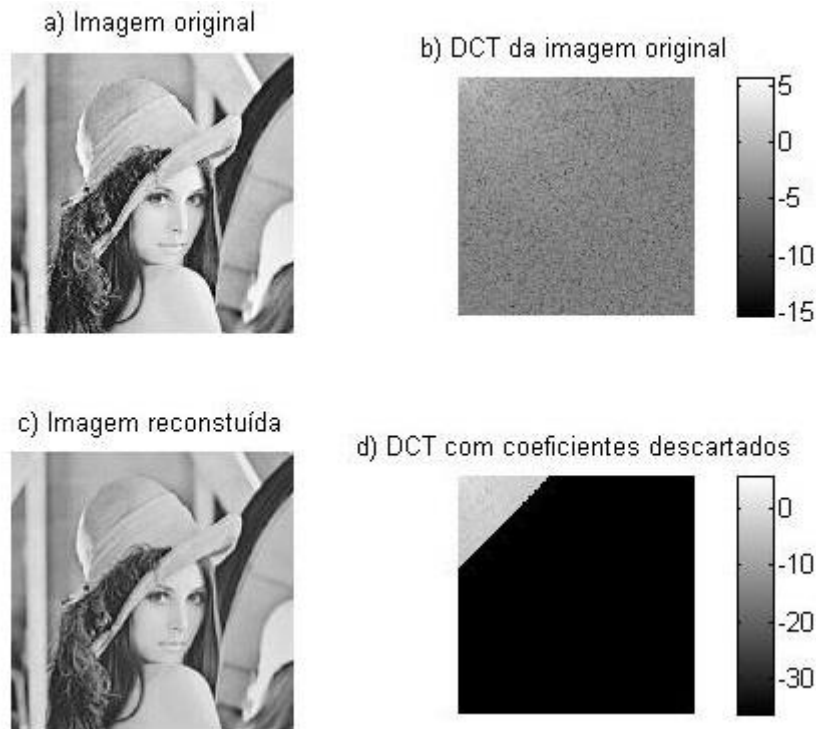 a) Imagem original
b) DCT da imagem original
5
0
-5
-10
-15
c) Imagem reconstuída
d) DCT com coeficientes descartados
0
-10
-20
-30